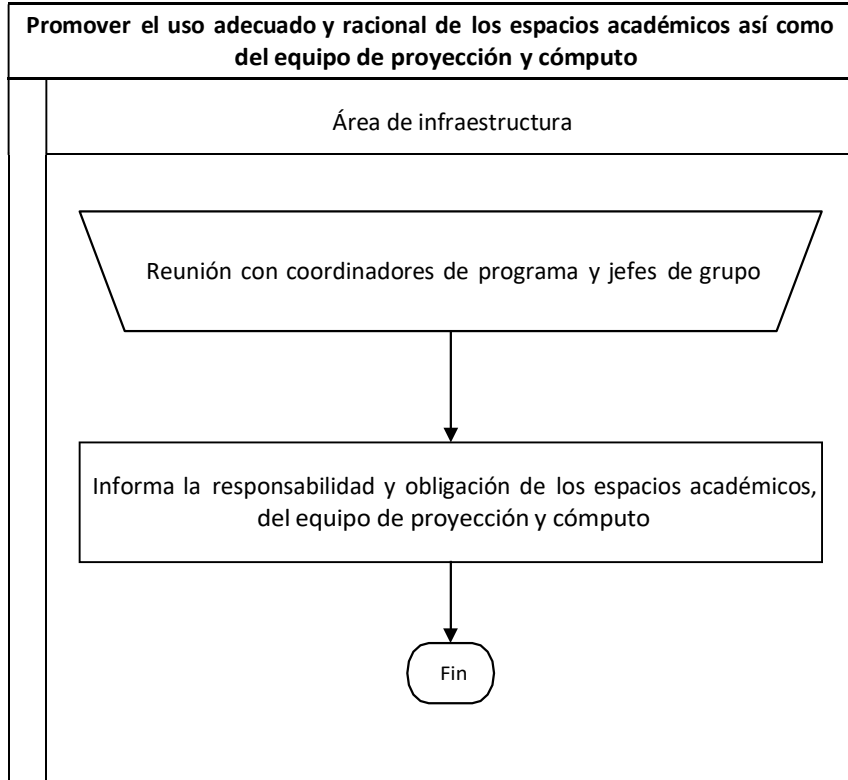 Promover el uso adecuado y racional de los espacios académicos así como
del equipo de proyección y cómputo
Área de infraestructura
Reunión con coordinadores de programa y jefes de grupo
Informa la responsabilidad y obligación de los espacios académicos,
del equipo de proyección y cómputo
Fin